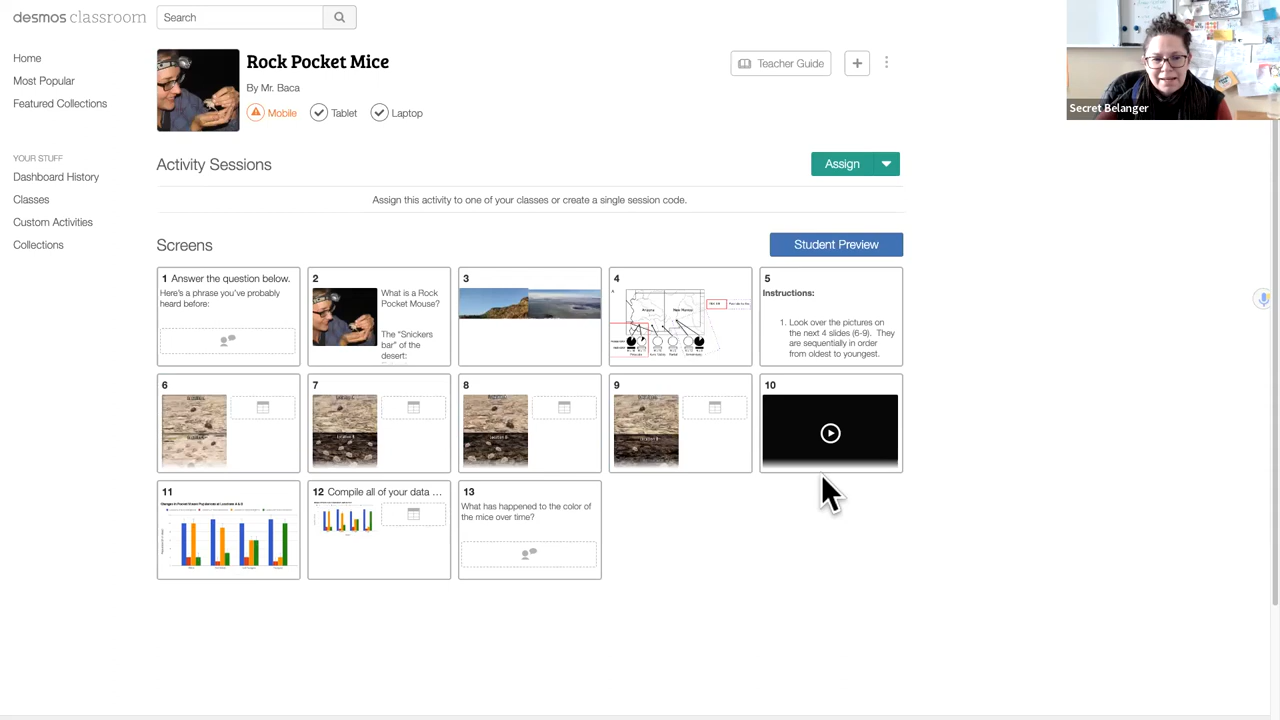 desmos classroom
Search
Home
Most Popular
Featured Collections
YOUR STUFF
Dashboard History
Classes
Custom Activities
Collections
Rock Pocket Mice
By Mr. Baca
Mobile
Tablet
Laptop
Teacher Guide
Activity Sessions
Assign
Assign this activity to one of your classes or create a single session code.
Screens
Student Preview
1 Answer the question below.
Here's a phrase you've probably
heard before:
2
What is a Rock
Pocket Mouse?
The "Snickers
bar" of the
desert:
3
4
Arizona
New Mexico
5
Instructions:
1. Look over the pictures on
the next 4 slides (6-9). They
are sequentially in order
from oldest to youngest.
6
7
8
9
10
11
12 Compile all of your data ...
13
What has happened to the color of
the mice over time?
Secret Belanger